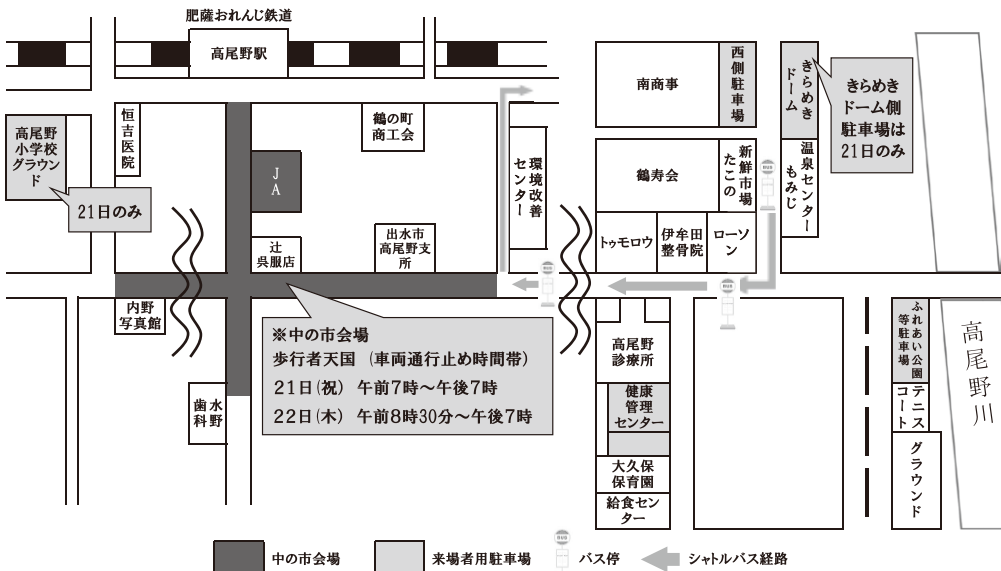 肥薩おれんじ鉄道
高尾野駅
恒吉医院
高尾野
小学校
グラウン
ド
21日のみ
JA
鶴の町
商工会
辻
呉服店
出水市
高尾野支
所
環境改善
センター
内野
写真館
水野
歯科
南商事
西側駐車場
きらめき
ドーム
きらめき
ドーム側
駐車場は
21日のみ
鶴寿会
新鮮市場
たこの
温泉センター
もみじ
トゥモロウ
伊牟田
整骨院
ローソ
ン
BUS
BUS
BUS
※中の市会場
歩行者天国 (車両通行止め時間帯)
21日(祝) 午前7時～午後7時
22日(木) 午前8時30分～午後7時
高尾野
診療所
健康
管理
センター
大久保
保育園
給食セン
ター
ふれあい公園
等駐車場
テニス
コート
グラウンド
高尾野川
中の市会場
来場者用駐車場
BUS
バス停
シャトルバス経路